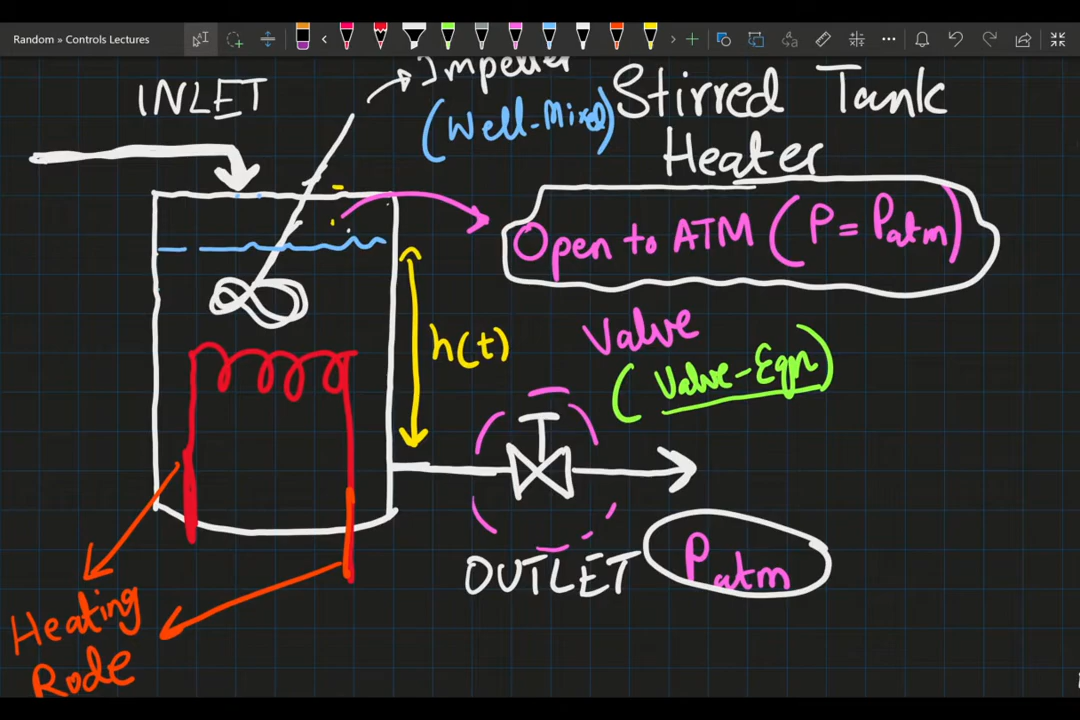 Random » Controls Lectures
INLET
Impeller
(Well-Mixed)
Stirred Tank
Heater
Open to ATM (P = Patm)
h(t)
Valve
(Valve-Eqn)
OUTLET
Patm
Heating
Rode